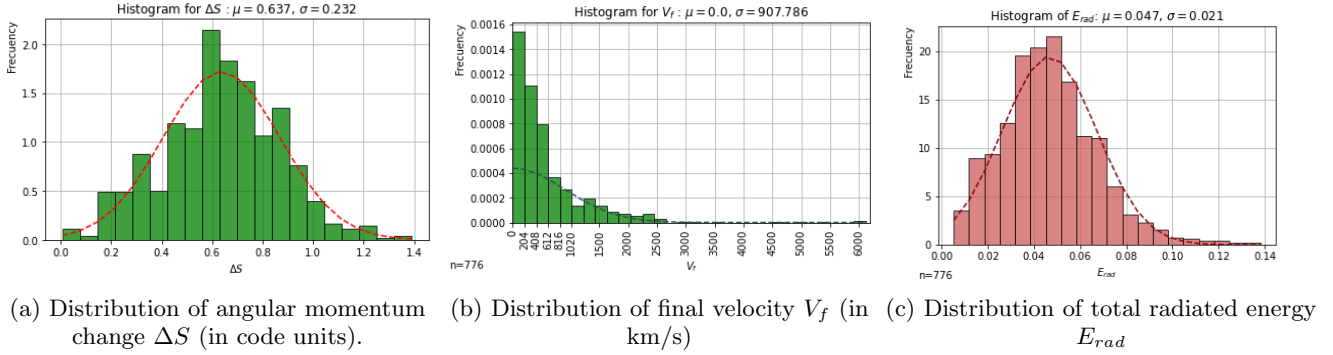 Histogram for ΔS : μ = 0.637, σ = 0.232
Frecuency
2.0
1.5
1.0
0.5
0.0
0.0 0.2 0.4 0.6 0.8 1.0 1.2 1.4
ΔS
(a) Distribution of angular momentum
change ΔS (in code units).
Histogram for V_f : μ = 0.0, σ = 907.786
Frecuency
0.0016
0.0014
0.0012
0.0010
0.0008
0.0006
0.0004
0.0002
0.0000
0 204 408 612 816 1020 1500 2000 2500 3000 3500 4000 4500 5000 5500 6000
V_f
n=776
(b) Distribution of final velocity V_f (in
km/s)
Histogram of E_rad: μ = 0.047, σ = 0.021
Frecuency
20
15
10
5
0
0.00 0.02 0.04 0.06 0.08 0.10 0.12 0.14
E_rad
n=776
(c) Distribution of total radiated energy
E_rad